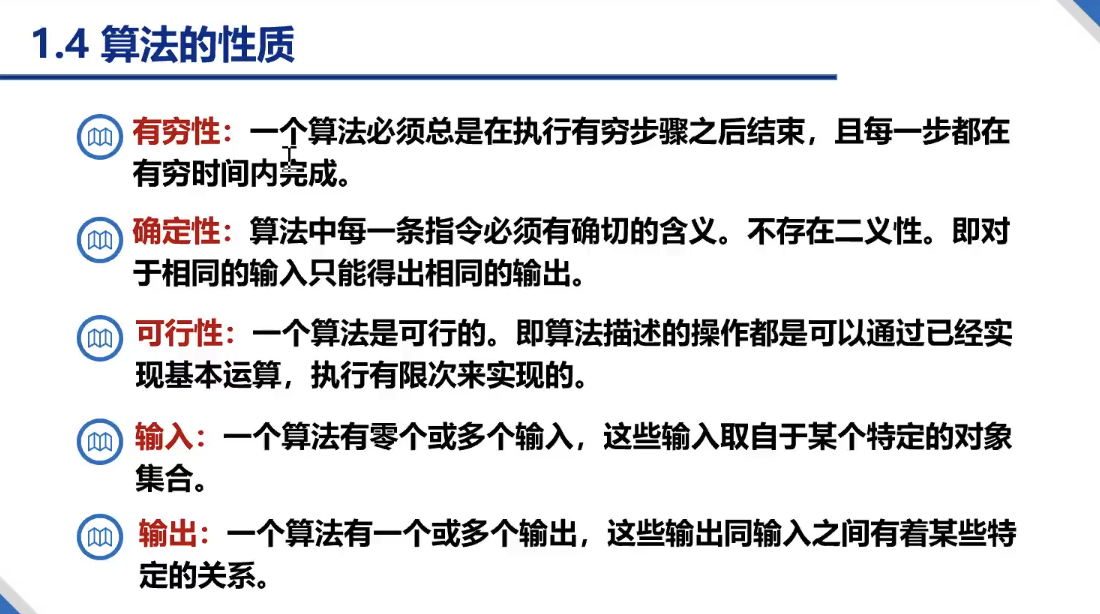 1.4 算法的性质
有穷性：一个算法必须总是在执行有穷步骤之后结束，且每一步都在
有穷时间内完成。
确定性：算法中每一条指令必须有确切的含义。不存在二义性。即对
于相同的输入只能得出相同的输出。
可行性：一个算法是可行的。即算法描述的操作都是可以通过已经实
现基本运算，执行有限次来实现的。
输入：一个算法有零个或多个输入，这些输入取自于某个特定的对象
集合。
输出：一个算法有一个或多个输出，这些输出同输入之间有着某些特
定的关系。